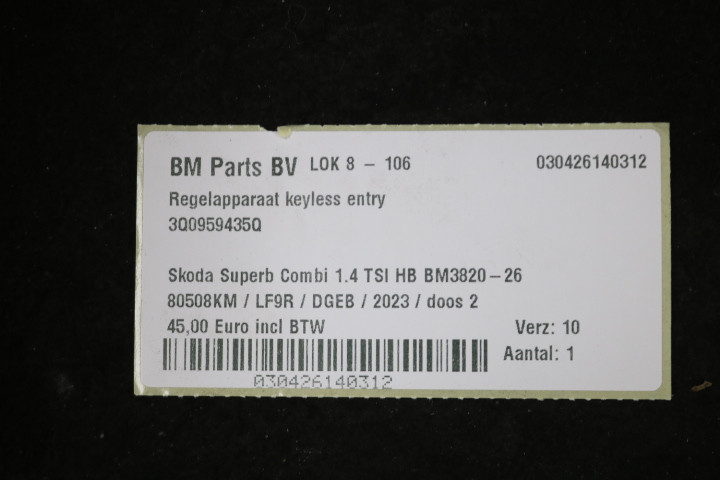 BM Parts BV LOK 8 - 106 030426140312
Regelapparaat keyless entry
3Q0959435Q
Skoda Superb Combi 1.4 TSI HB BM3820-26
80508KM / LF9R / DGEB / 2023 / doos 2
45,00 Euro incl BTW Verz: 10
Aantal: 1
030426140312